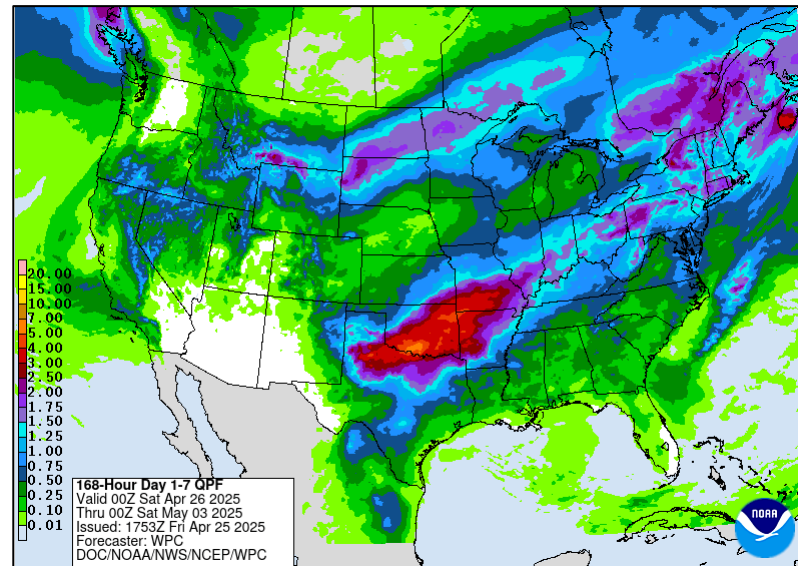 20.00
15.00
10.00
7.00
5.00
4.00
3.00
2.50
2.00
1.75
1.50
1.25
1.00
0.75
0.50
0.25
0.10
0.01
168-Hour Day 1-7 QPF
Valid 00Z Sat Apr 26 2025
Thru 00Z Sat May 03 2025
Issued: 1753Z Fri Apr 25 2025
Forecaster: WPC
DOC/NOAA/NWS/NCEP/WPC
NOAA